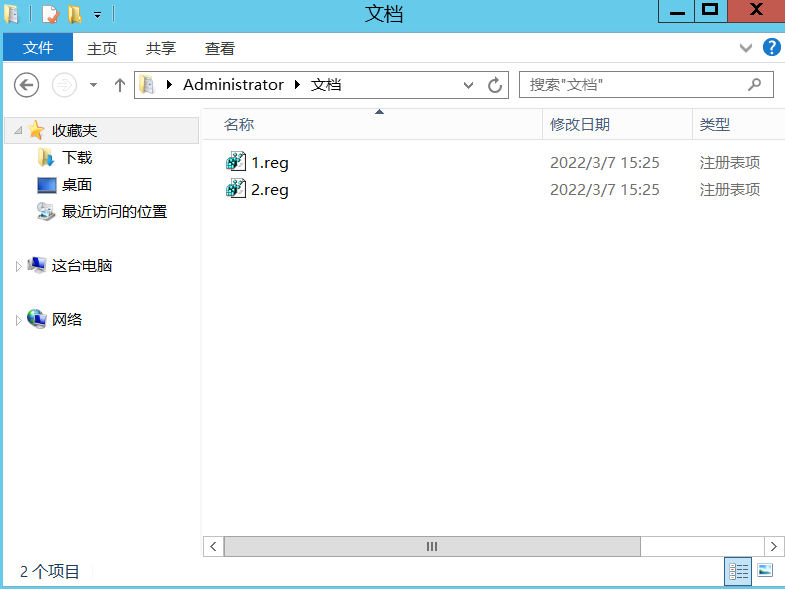 文档
文件 主页 共享 查看
Administrator 文档 搜索"文档"
收藏夹
下载
桌面
最近访问的位置
这台电脑
网络
名称 修改日期 类型
1.reg 2022/3/7 15:25 注册表项
2.reg 2022/3/7 15:25 注册表项
2 个项目